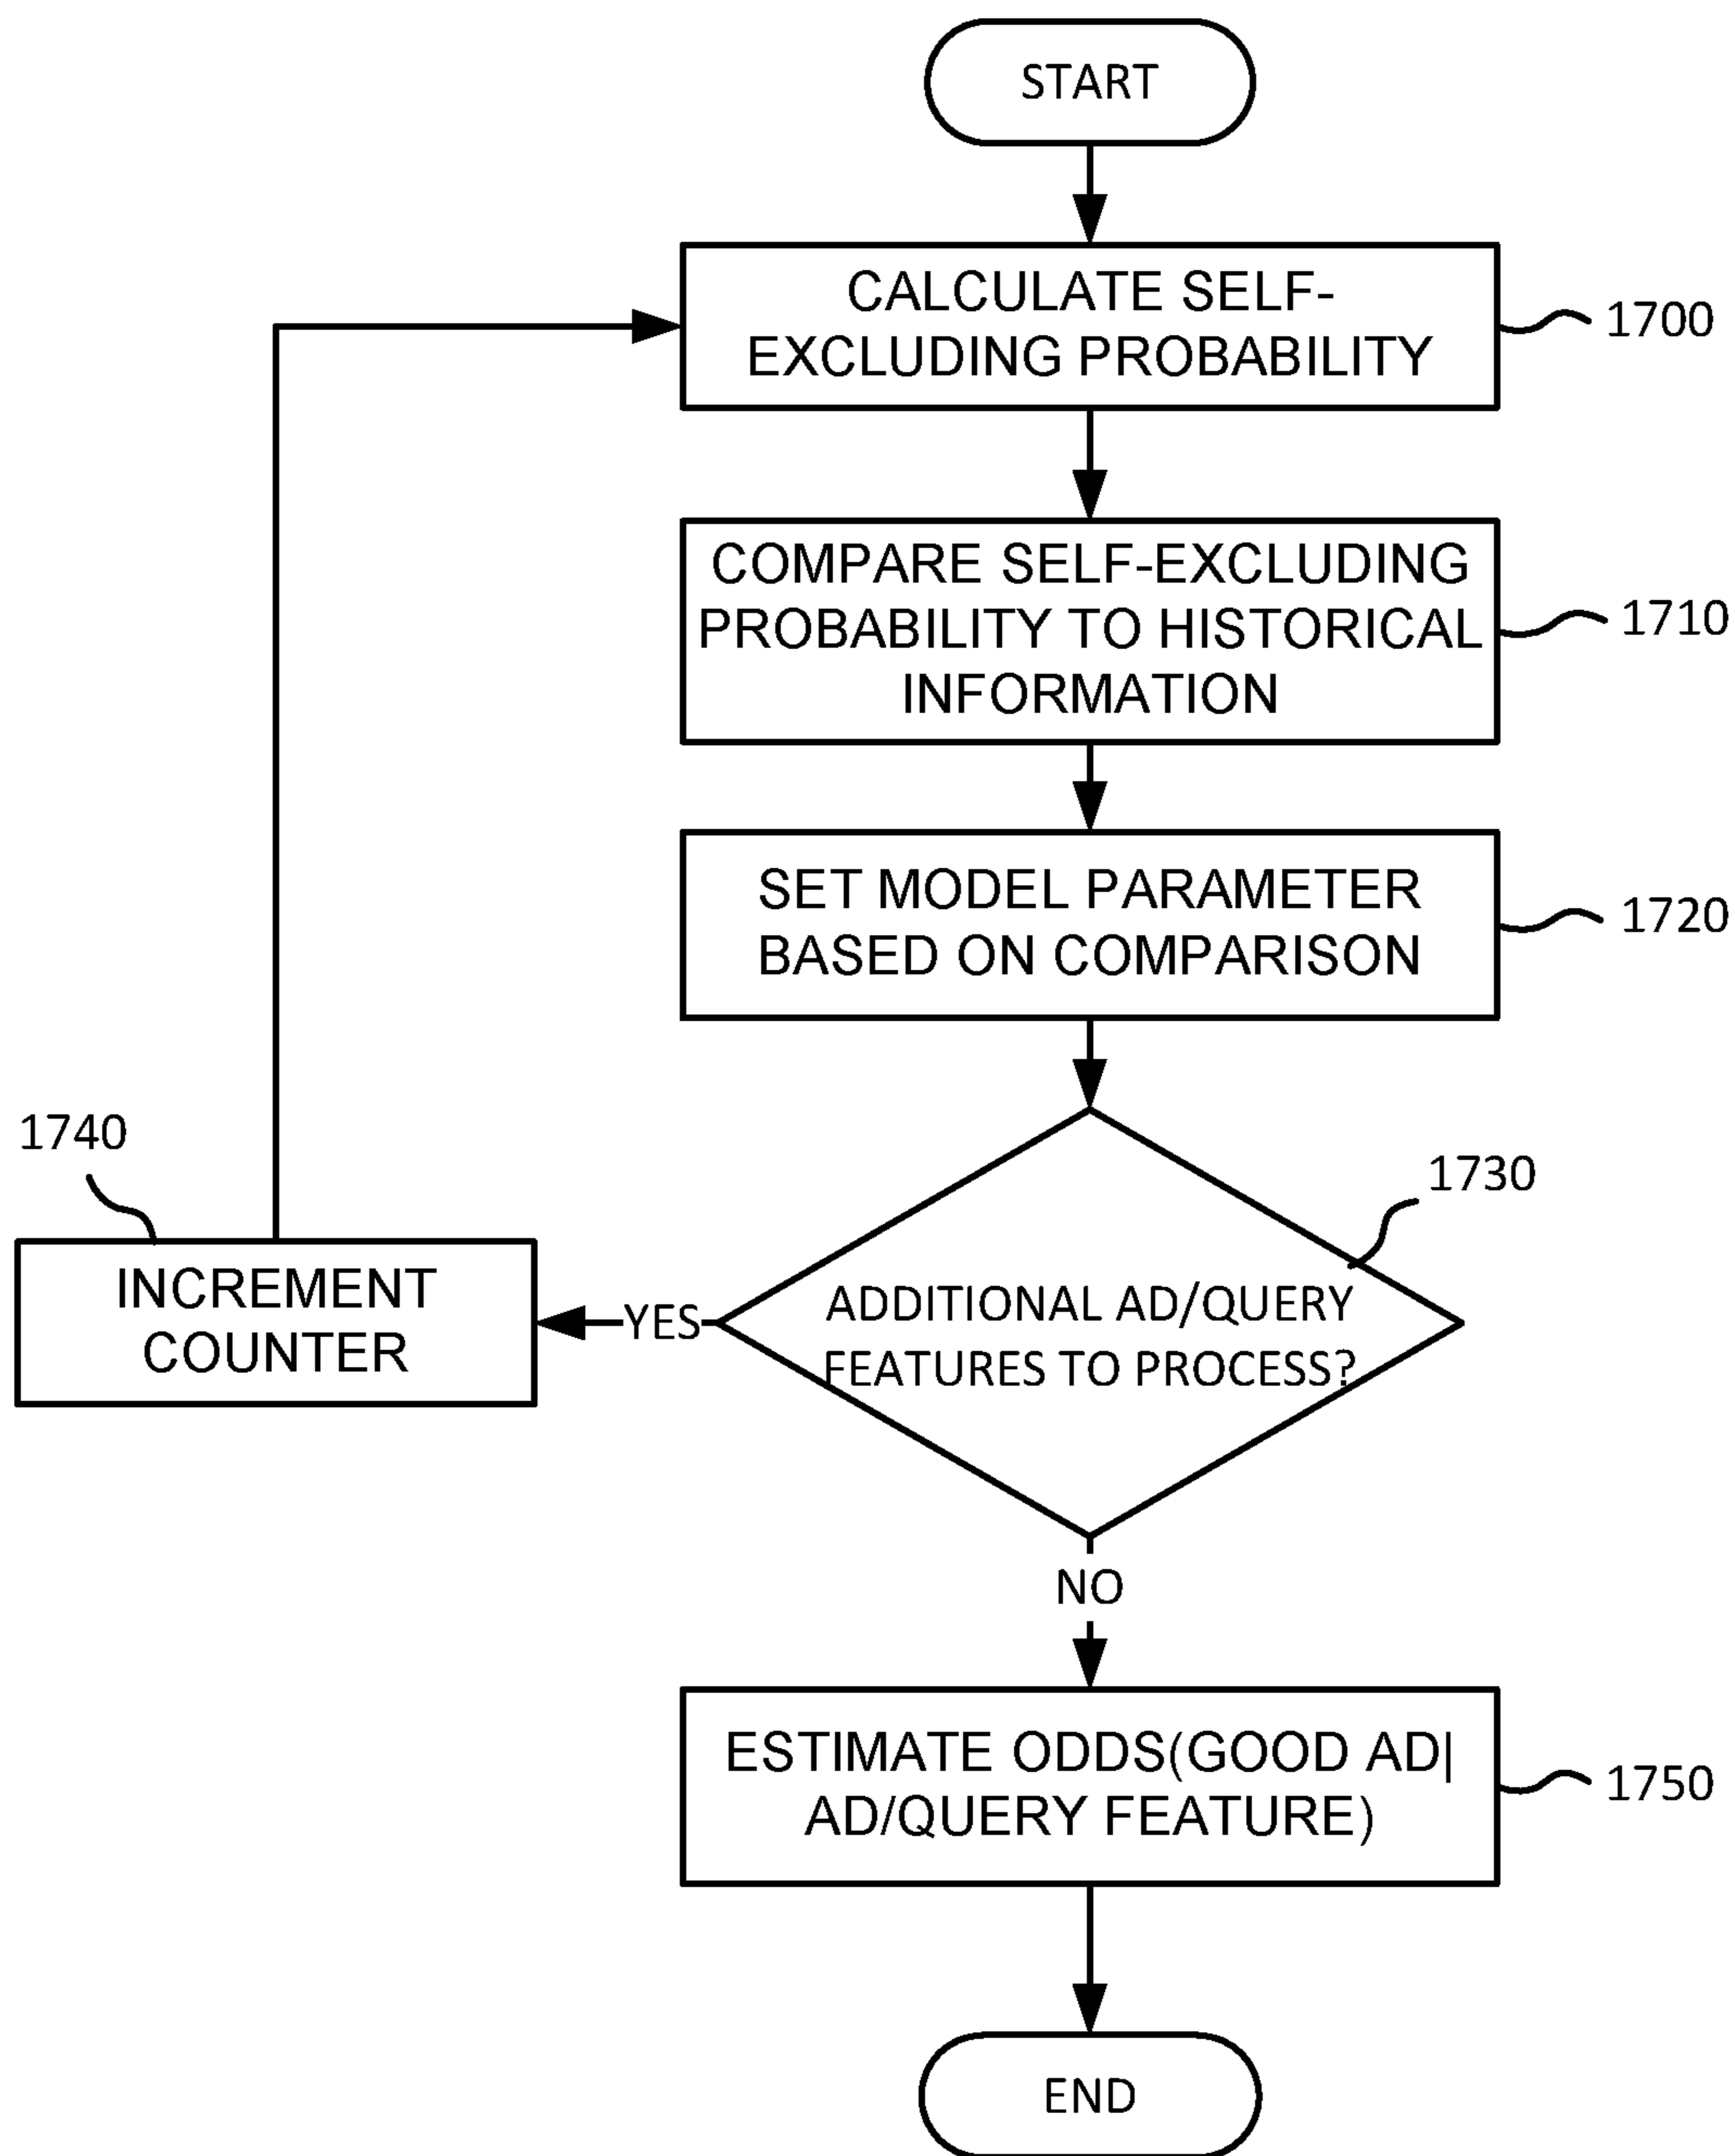 START
CALCULATE SELF-
EXCLUDING PROBABILITY
1700
COMPARE SELF-EXCLUDING
PROBABILITY TO HISTORICAL
INFORMATION
1710
SET MODEL PARAMETER
BASED ON COMPARISON
1720
1730
ADDITIONAL AD/QUERY
FEATURES TO PROCESS?
YES
1740
INCREMENT
COUNTER
NO
ESTIMATE ODDS(GOOD AD|
AD/QUERY FEATURE)
1750
END